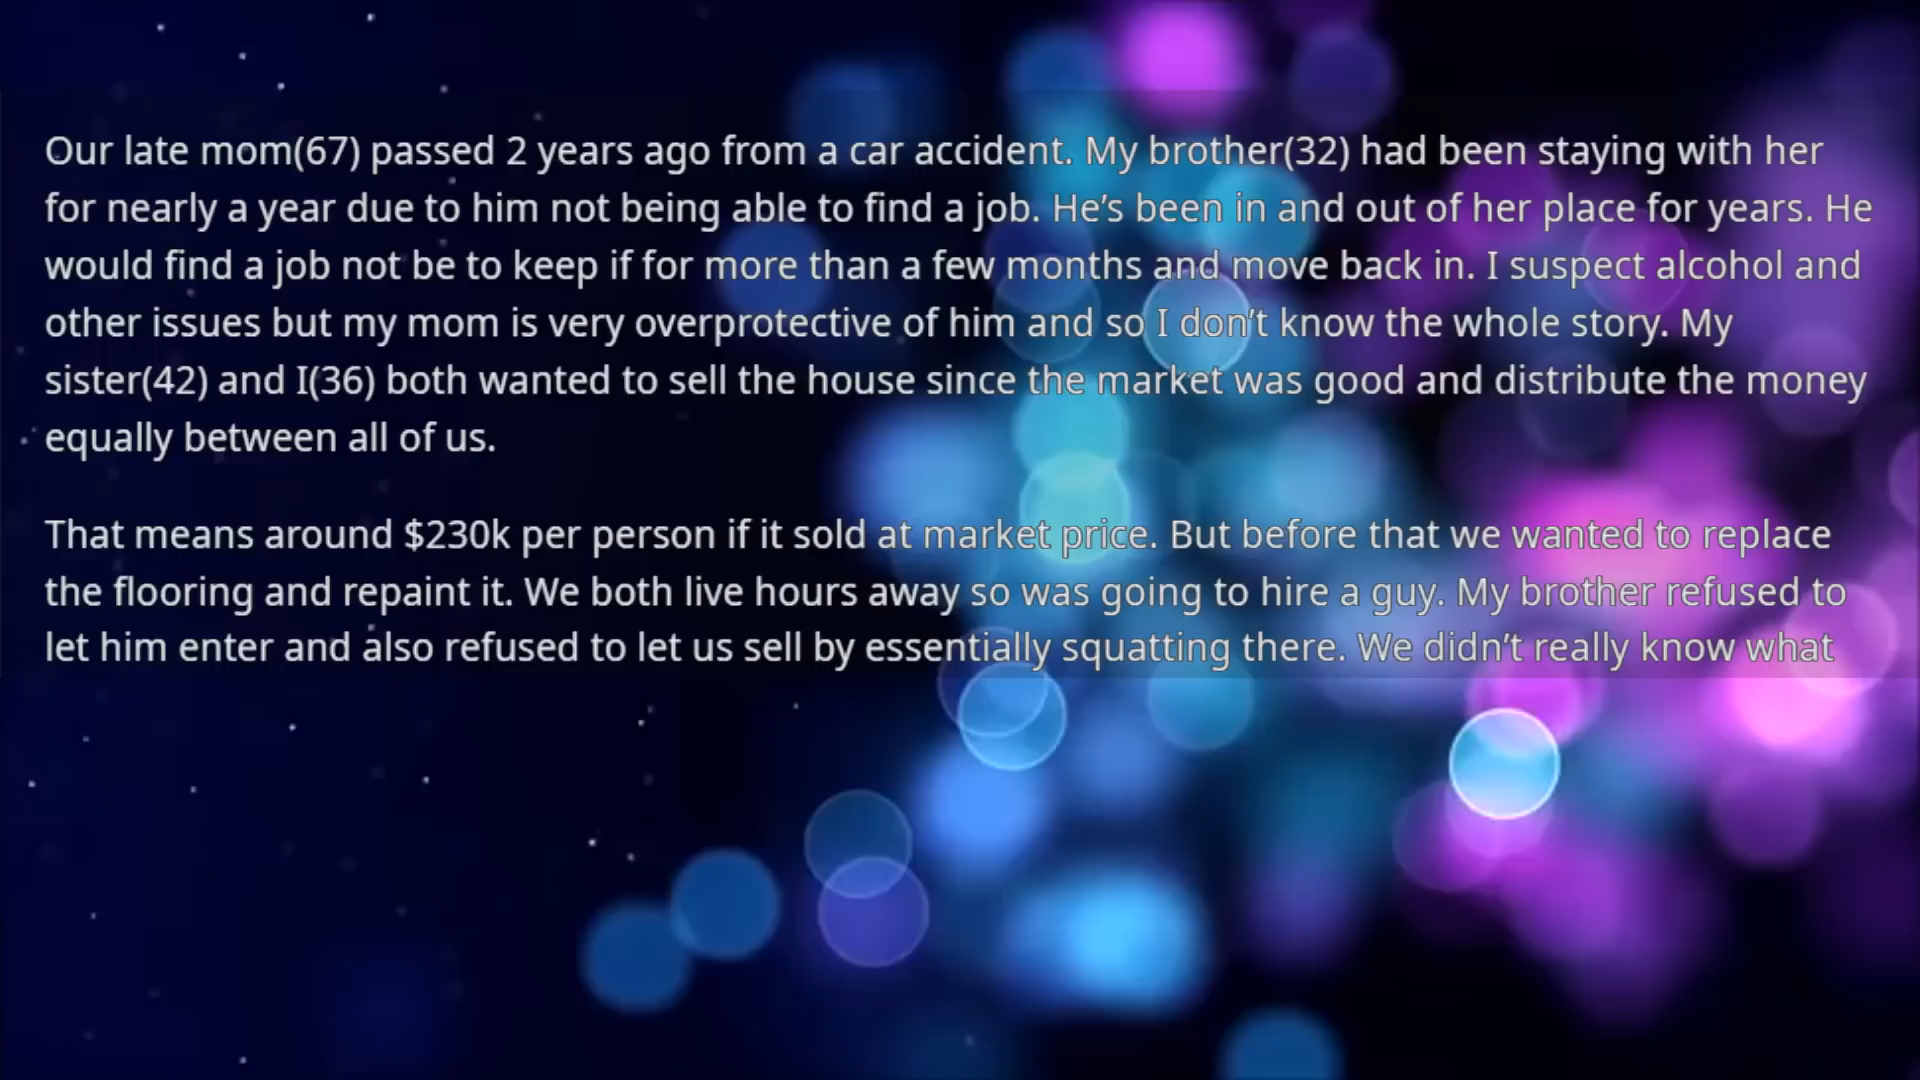 Our late mom(67) passed 2 years ago from a car accident. My brother(32) had been staying with her
for nearly a year due to him not being able to find a job. He’s been in and out of her place for years. He
would find a job not be to keep if for more than a few months and move back in. I suspect alcohol and
other issues but my mom is very overprotective of him and so I don’t know the whole story. My
sister(42) and I(36) both wanted to sell the house since the market was good and distribute the money
equally between all of us.
That means around $230k per person if it sold at market price. But before that we wanted to replace
the flooring and repaint it. We both live hours away so was going to hire a guy. My brother refused to
let him enter and also refused to let us sell by essentially squatting there. We didn’t really know what